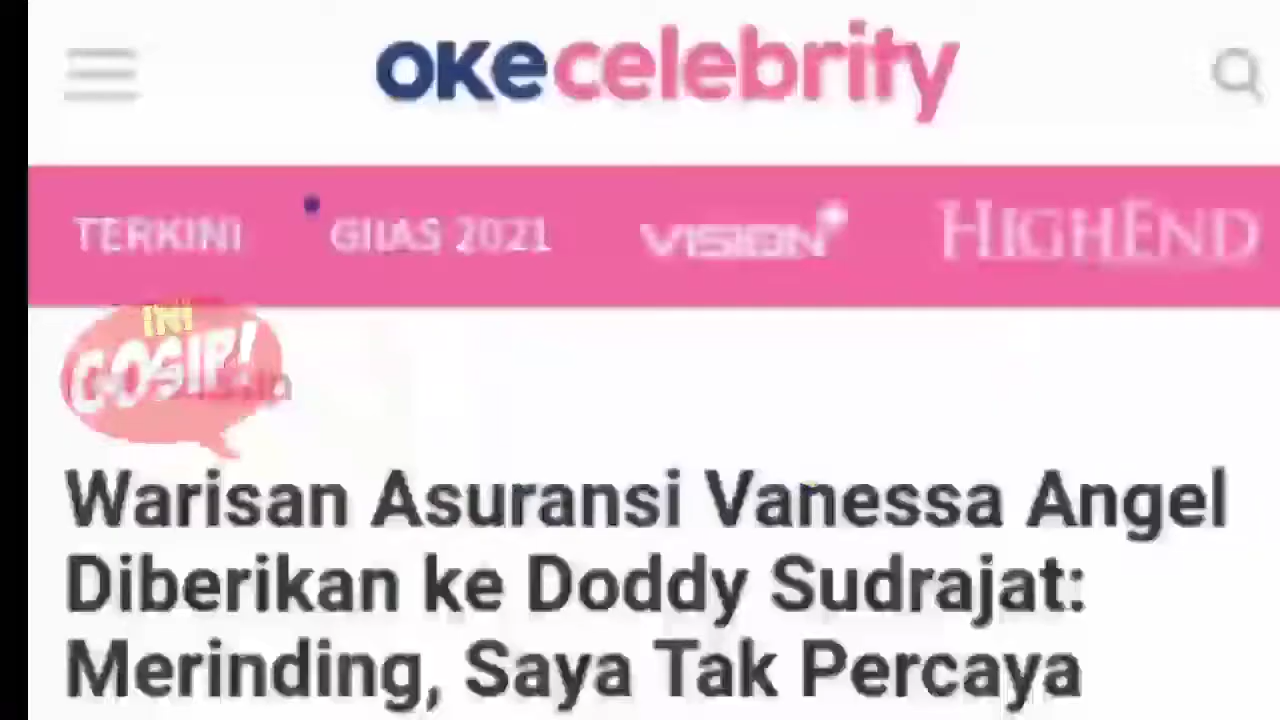 okecelebrity
TERKINI
GIIAS 2021
VISION+
HIGHEND
INI
GOSIP!
Warisan Asuransi Vanessa Angel
Diberikan ke Doddy Sudrajat:
Merinding, Saya Tak Percaya